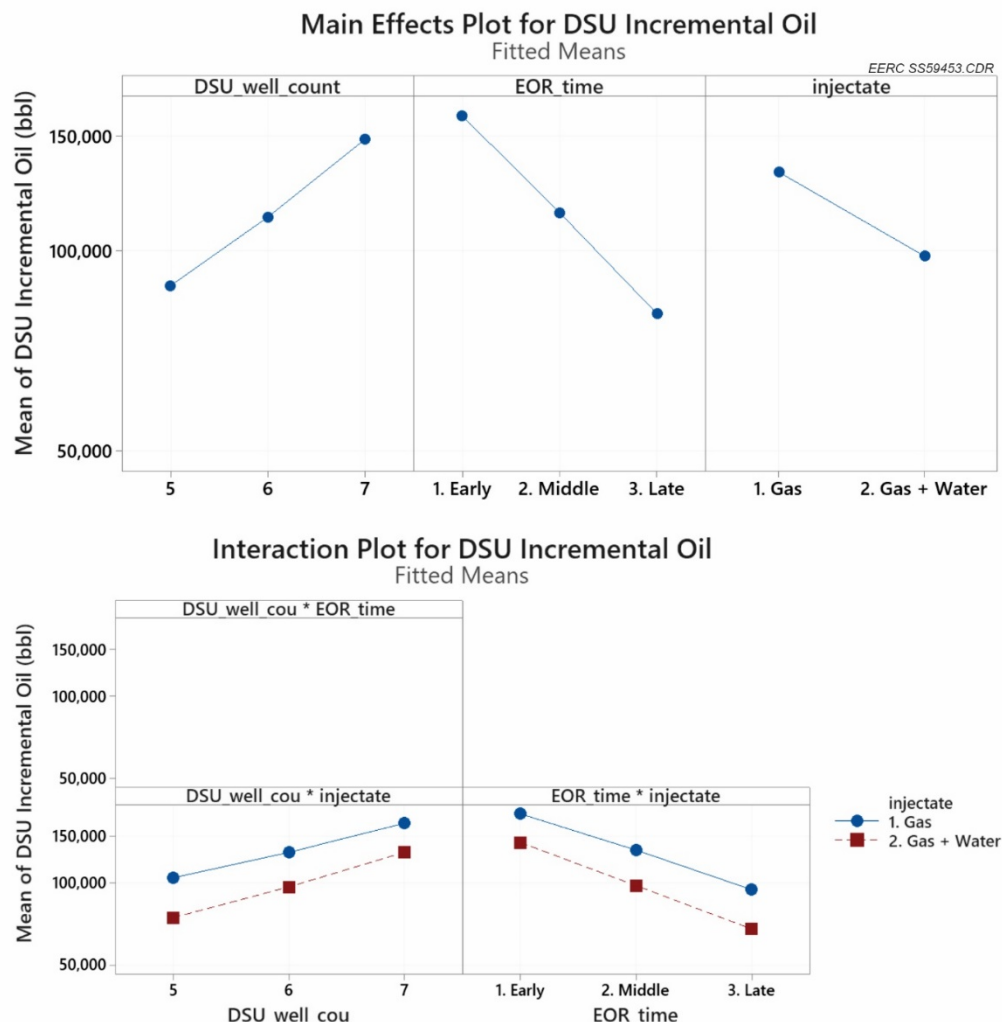 Main Effects Plot for DSU Incremental Oil
Fitted Means
EERC SS59453.CDR
DSU_well_count EOR_time injectate
Mean of DSU Incremental Oil (bbl)
150,000
100,000
50,000
5 6 7 1. Early 2. Middle 3. Late 1. Gas 2. Gas + Water
Interaction Plot for DSU Incremental Oil
Fitted Means
DSU_well_cou * EOR_time
Mean of DSU Incremental Oil (bbl)
150,000
100,000
50,000
DSU_well_cou * injectate EOR_time * injectate
150,000
100,000
50,000
injectate
1. Gas
2. Gas + Water
5 6 7 1. Early 2. Middle 3. Late
DSU_well_cou EOR_time